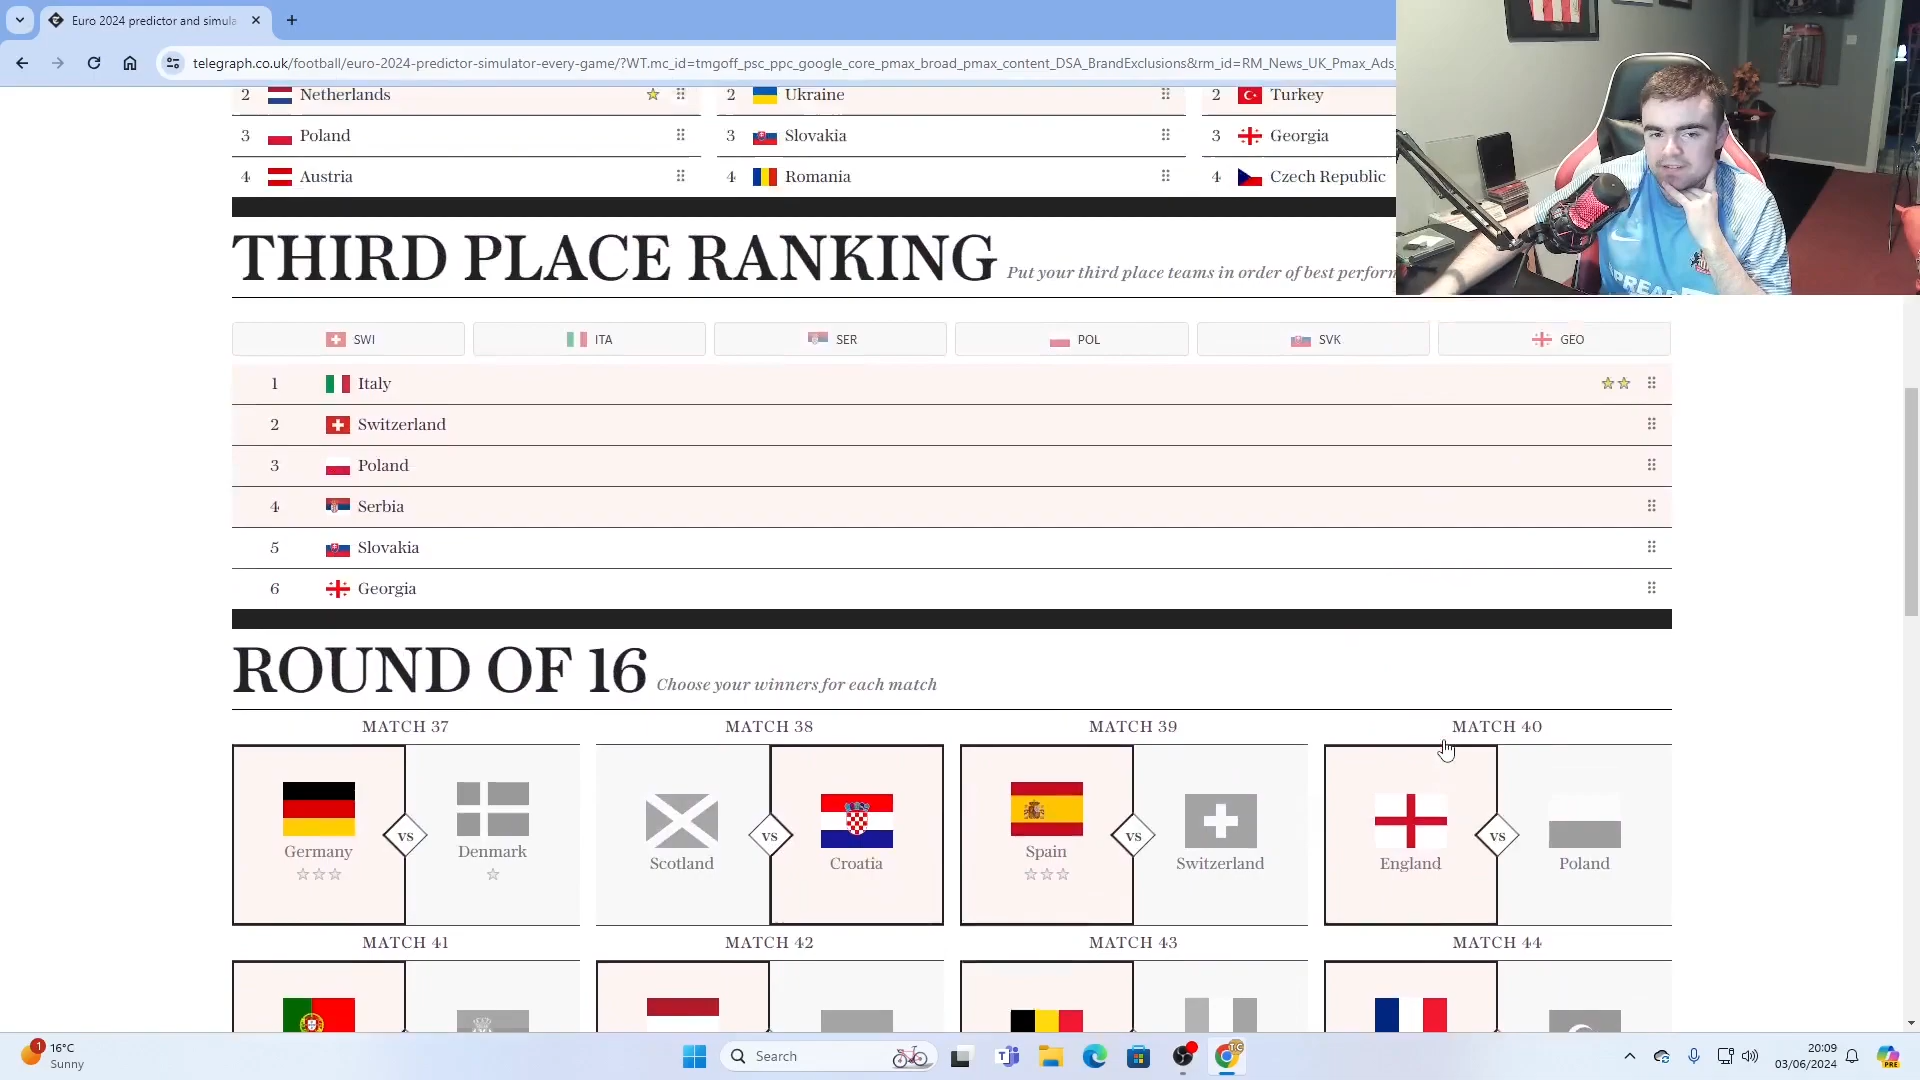 Euro 2024 predictor and simula
telegraph.co.uk/football/euro-2024-predictor-simulator-every-game/?WT.mc_id=tmgoff_psc_ppc_google_core_pmax_broad_pmax_content_DSA_BrandExclusions&rm_id=RM_News_UK_Pmax_Ads_
2 Netherlands 2 Ukraine 2 Turkey
3 Poland 3 Slovakia 3 Georgia
4 Austria 4 Romania 4 Czech Republic
THIRD PLACE RANKING Put your third place teams in order of best perform
SWI ITA SER POL SVK GEO
1 Italy
2 Switzerland
3 Poland
4 Serbia
5 Slovakia
6 Georgia
ROUND OF 16 Choose your winners for each match
MATCH 37 MATCH 38 MATCH 39 MATCH 40
vs vs vs vs
Germany Denmark Scotland Croatia Spain Switzerland England Poland
MATCH 41 MATCH 42 MATCH 43 MATCH 44
1 16°C
Sunny
Search
TC
20:09
03/06/2024
PRE